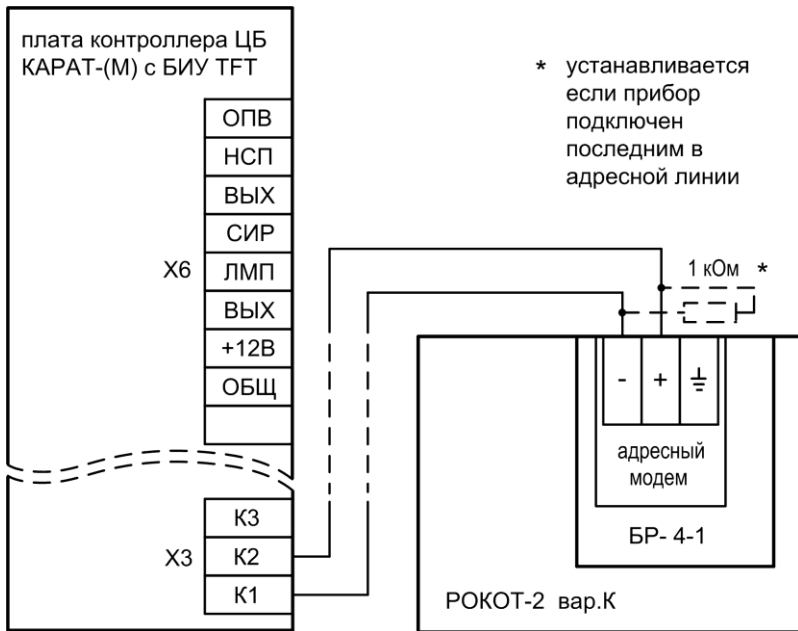 плата контроллера ЦБ
КАРАТ-(М) с БИУ TFT
* устанавливается
если прибор
подключен
последним в
адресной линии
ОПВ
НСП
ВЫХ
СИР
Х6
ЛМП
ВЫХ
+12В
ОБЩ
1 кОм *
- +
адресный
модем
БР- 4-1
К3
Х3
К2
К1
РОКОТ-2 вар.К